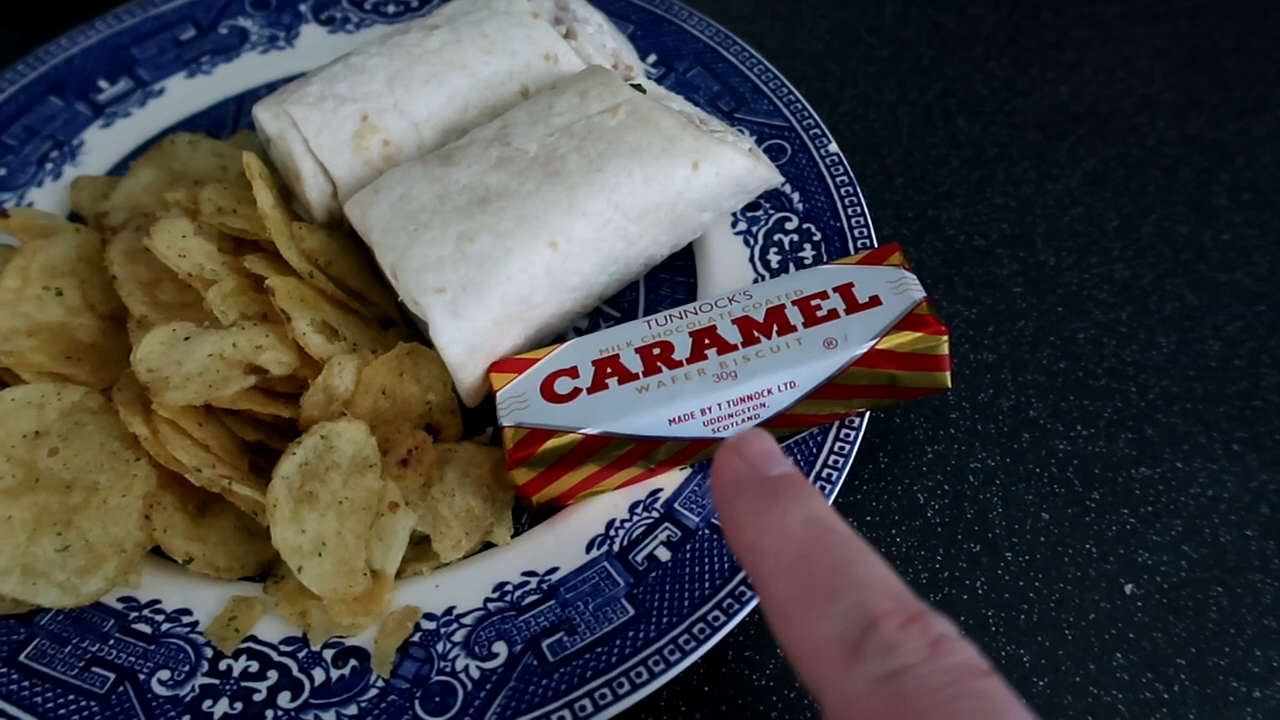 TUNNOCK'S
MILK CHOCOLATE COATED
CARAMEL
WAFER BISCUIT ®
30g
MADE BY T.TUNNOCK LTD.
UDDINGSTON,
SCOTLAND